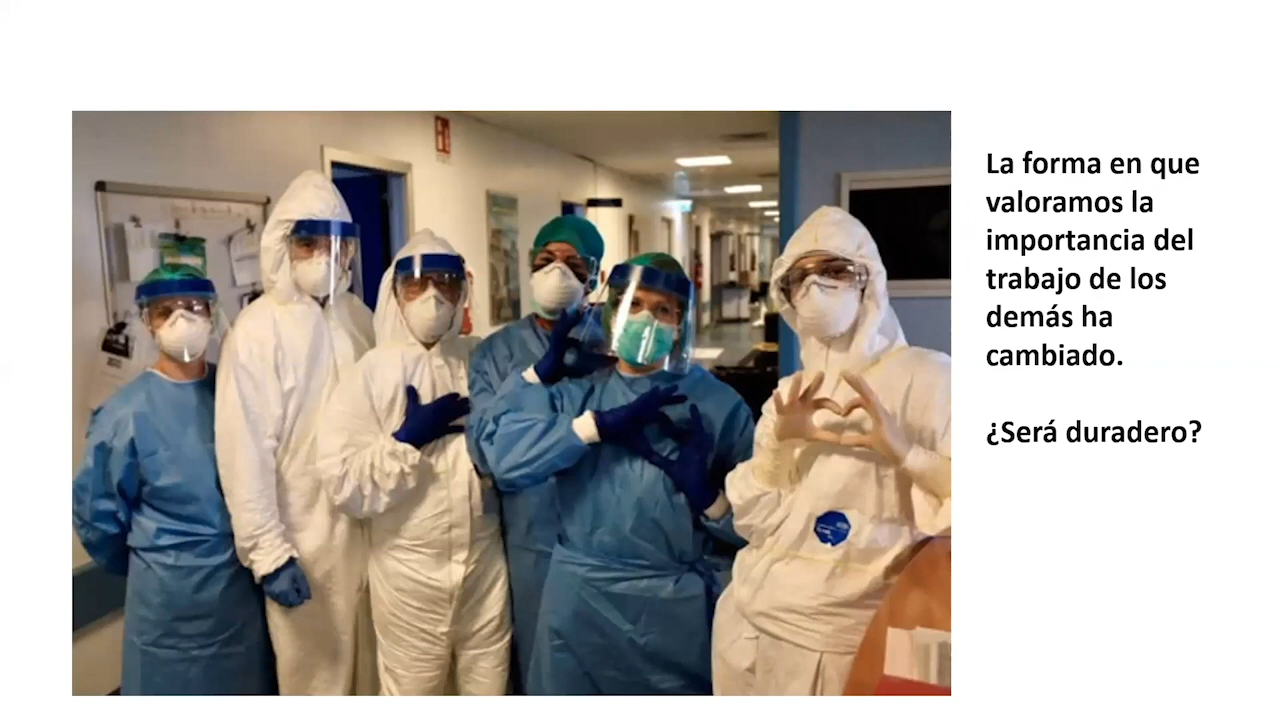 La forma en que
valoramos la
importancia del
trabajo de los
demás ha
cambiado.
¿Será duradero?